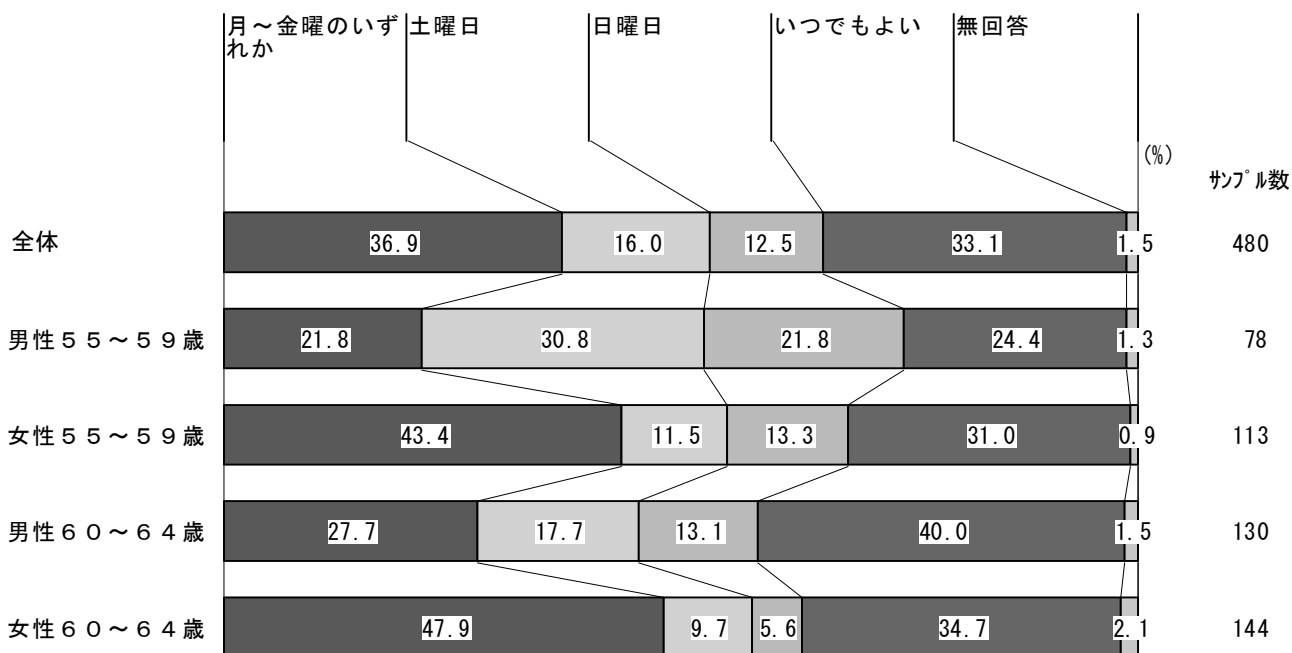 月～金曜のいず
れか
土曜日
日曜日
いつでもよい
無回答
(%)
ｻﾝﾌﾟﾙ数
全体 36.9 16.0 12.5 33.1 1.5 480
男性５５～５９歳 21.8 30.8 21.8 24.4 1.3 78
女性５５～５９歳 43.4 11.5 13.3 31.0 0.9 113
男性６０～６４歳 27.7 17.7 13.1 40.0 1.5 130
女性６０～６４歳 47.9 9.7 5.6 34.7 2.1 144